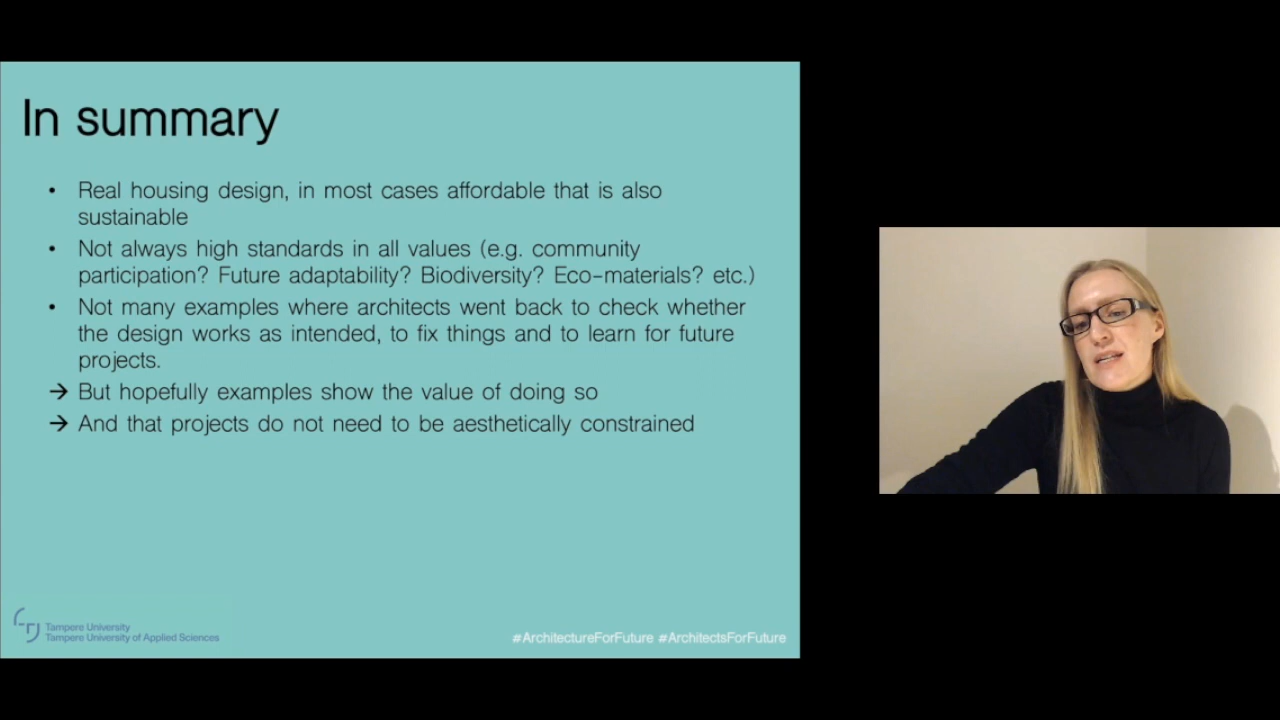 In summary
• Real housing design, in most cases affordable that is also
sustainable
• Not always high standards in all values (e.g. community
participation? Future adaptability? Biodiversity? Eco-materials? etc.)
• Not many examples where architects went back to check whether
the design works as intended, to fix things and to learn for future
projects.
→ But hopefully examples show the value of doing so
→ And that projects do not need to be aesthetically constrained
Tampere University
Tampere University of Applied Sciences
#ArchitectureForFuture #ArchitectsForFuture